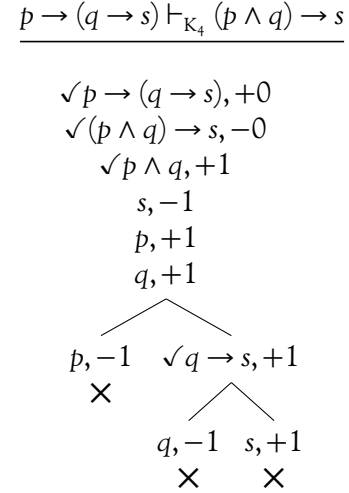 p → (q → s) ⊢K₄ (p ∧ q) → s
✓p → (q → s), +0
✓(p ∧ q) → s, −0
✓p ∧ q, +1
s, −1
p, +1
q, +1
p, −1 ✓q → s, +1
×
q, −1 s, +1
× ×